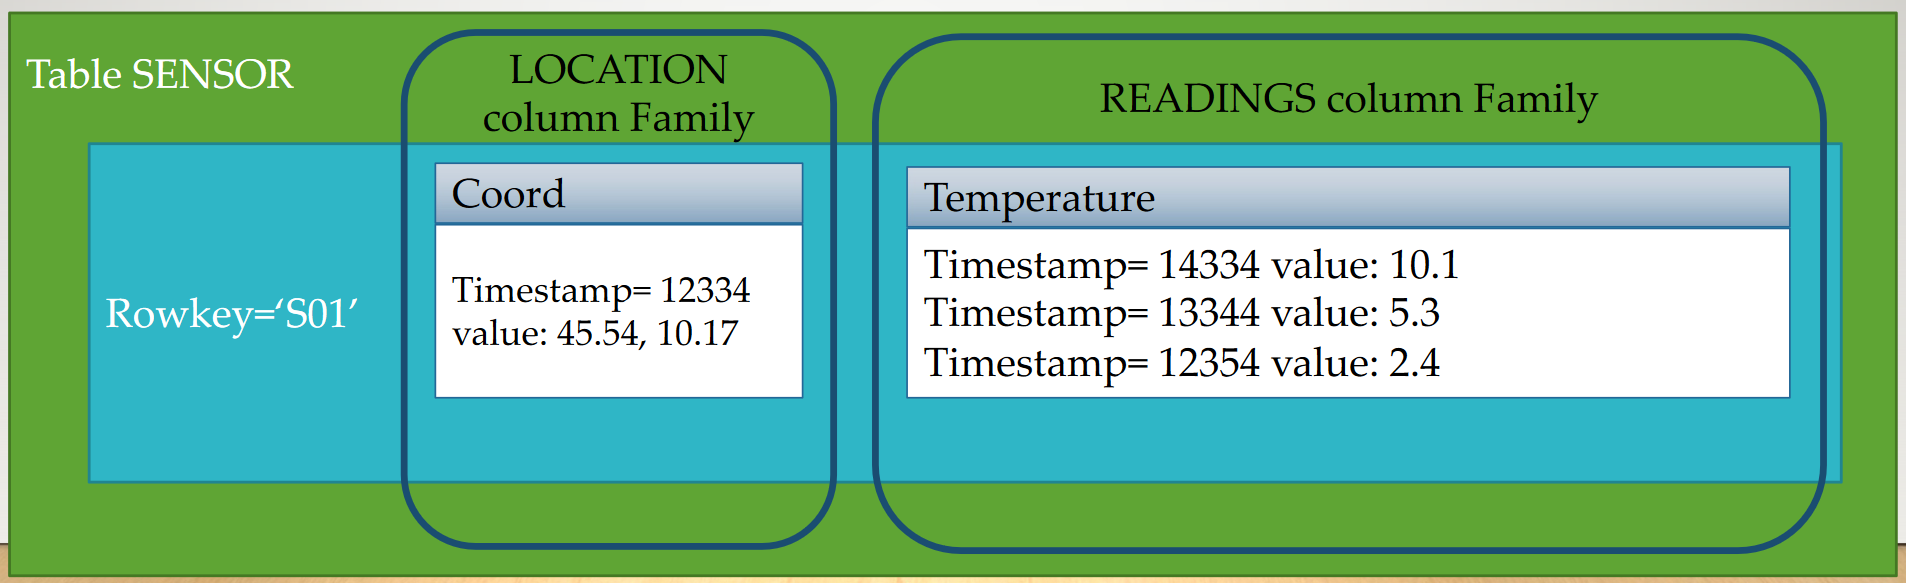 Table SENSOR
LOCATION
column Family
READINGS column Family
Rowkey=‘S01’
Coord
Timestamp= 12334
value: 45.54, 10.17
Temperature
Timestamp= 14334 value: 10.1
Timestamp= 13344 value: 5.3
Timestamp= 12354 value: 2.4